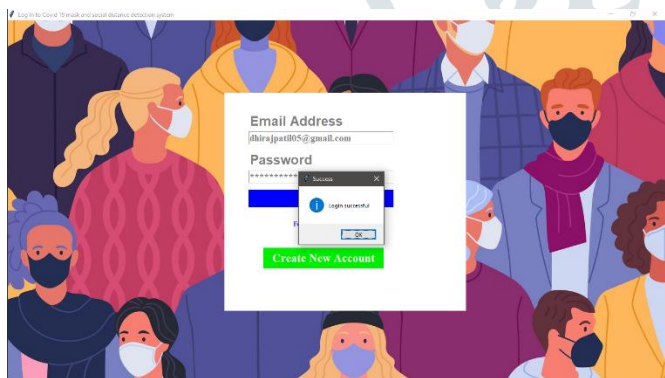 Log In to Covid 19 mask and social distance detection system
Email Address
dhirajpatil05@gmail.com
Password
***********
Success
Login successful
OK
Create New Account